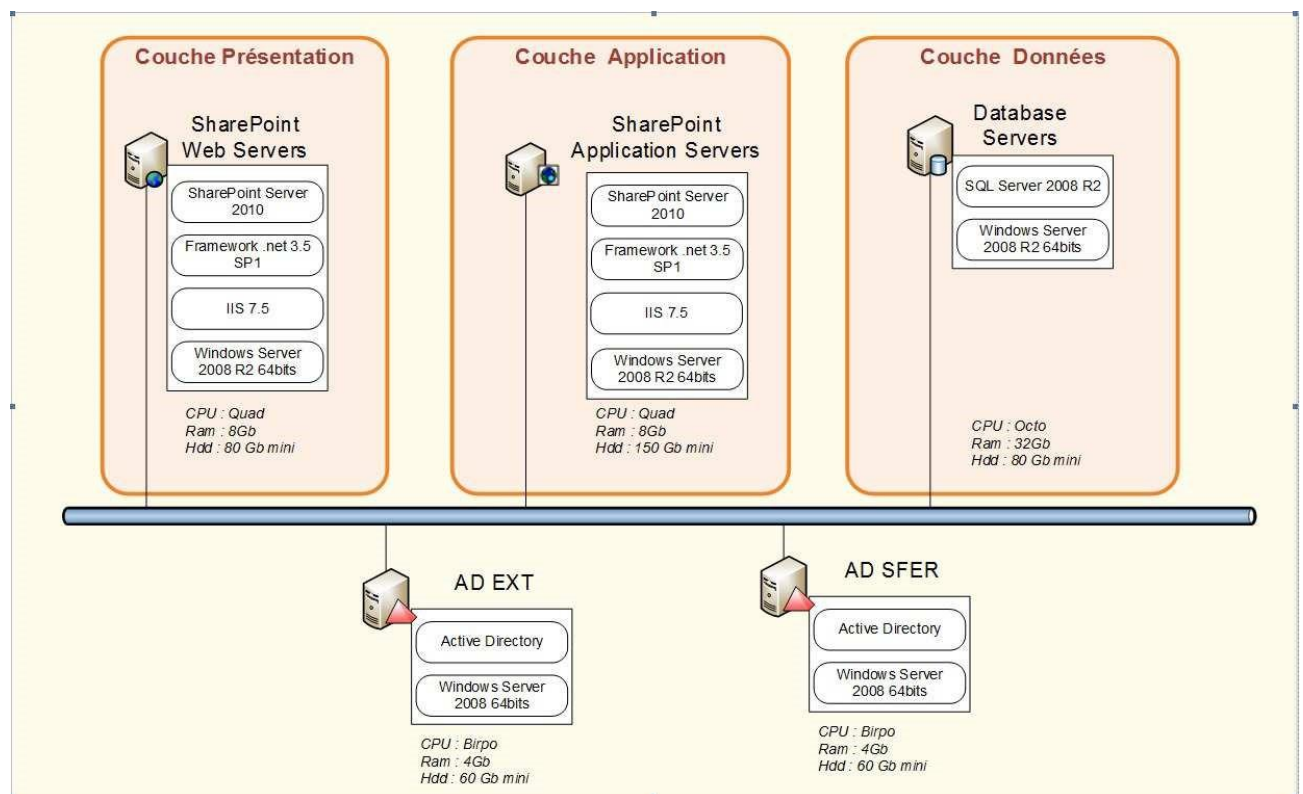 Couche Présentation
SharePoint
Web Servers
SharePoint Server
2010
Framework .net 3.5
SP1
IIS 7.5
Windows Server
2008 R2 64bits
CPU : Quad
Ram : 8Gb
Hdd : 80 Gb mini
Couche Application
SharePoint
Application Servers
SharePoint Server
2010
Framework .net 3.5
SP1
IIS 7.5
Windows Server
2008 R2 64bits
CPU : Quad
Ram : 8Gb
Hdd : 150 Gb mini
Couche Données
Database
Servers
SQL Server 2008 R2
Windows Server
2008 R2 64bits
CPU : Octo
Ram : 32Gb
Hdd : 80 Gb mini
AD EXT
Active Directory
Windows Server
2008 64bits
CPU : Birpo
Ram : 4Gb
Hdd : 60 Gb mini
AD SFER
Active Directory
Windows Server
2008 64bits
CPU : Birpo
Ram : 4Gb
Hdd : 60 Gb mini